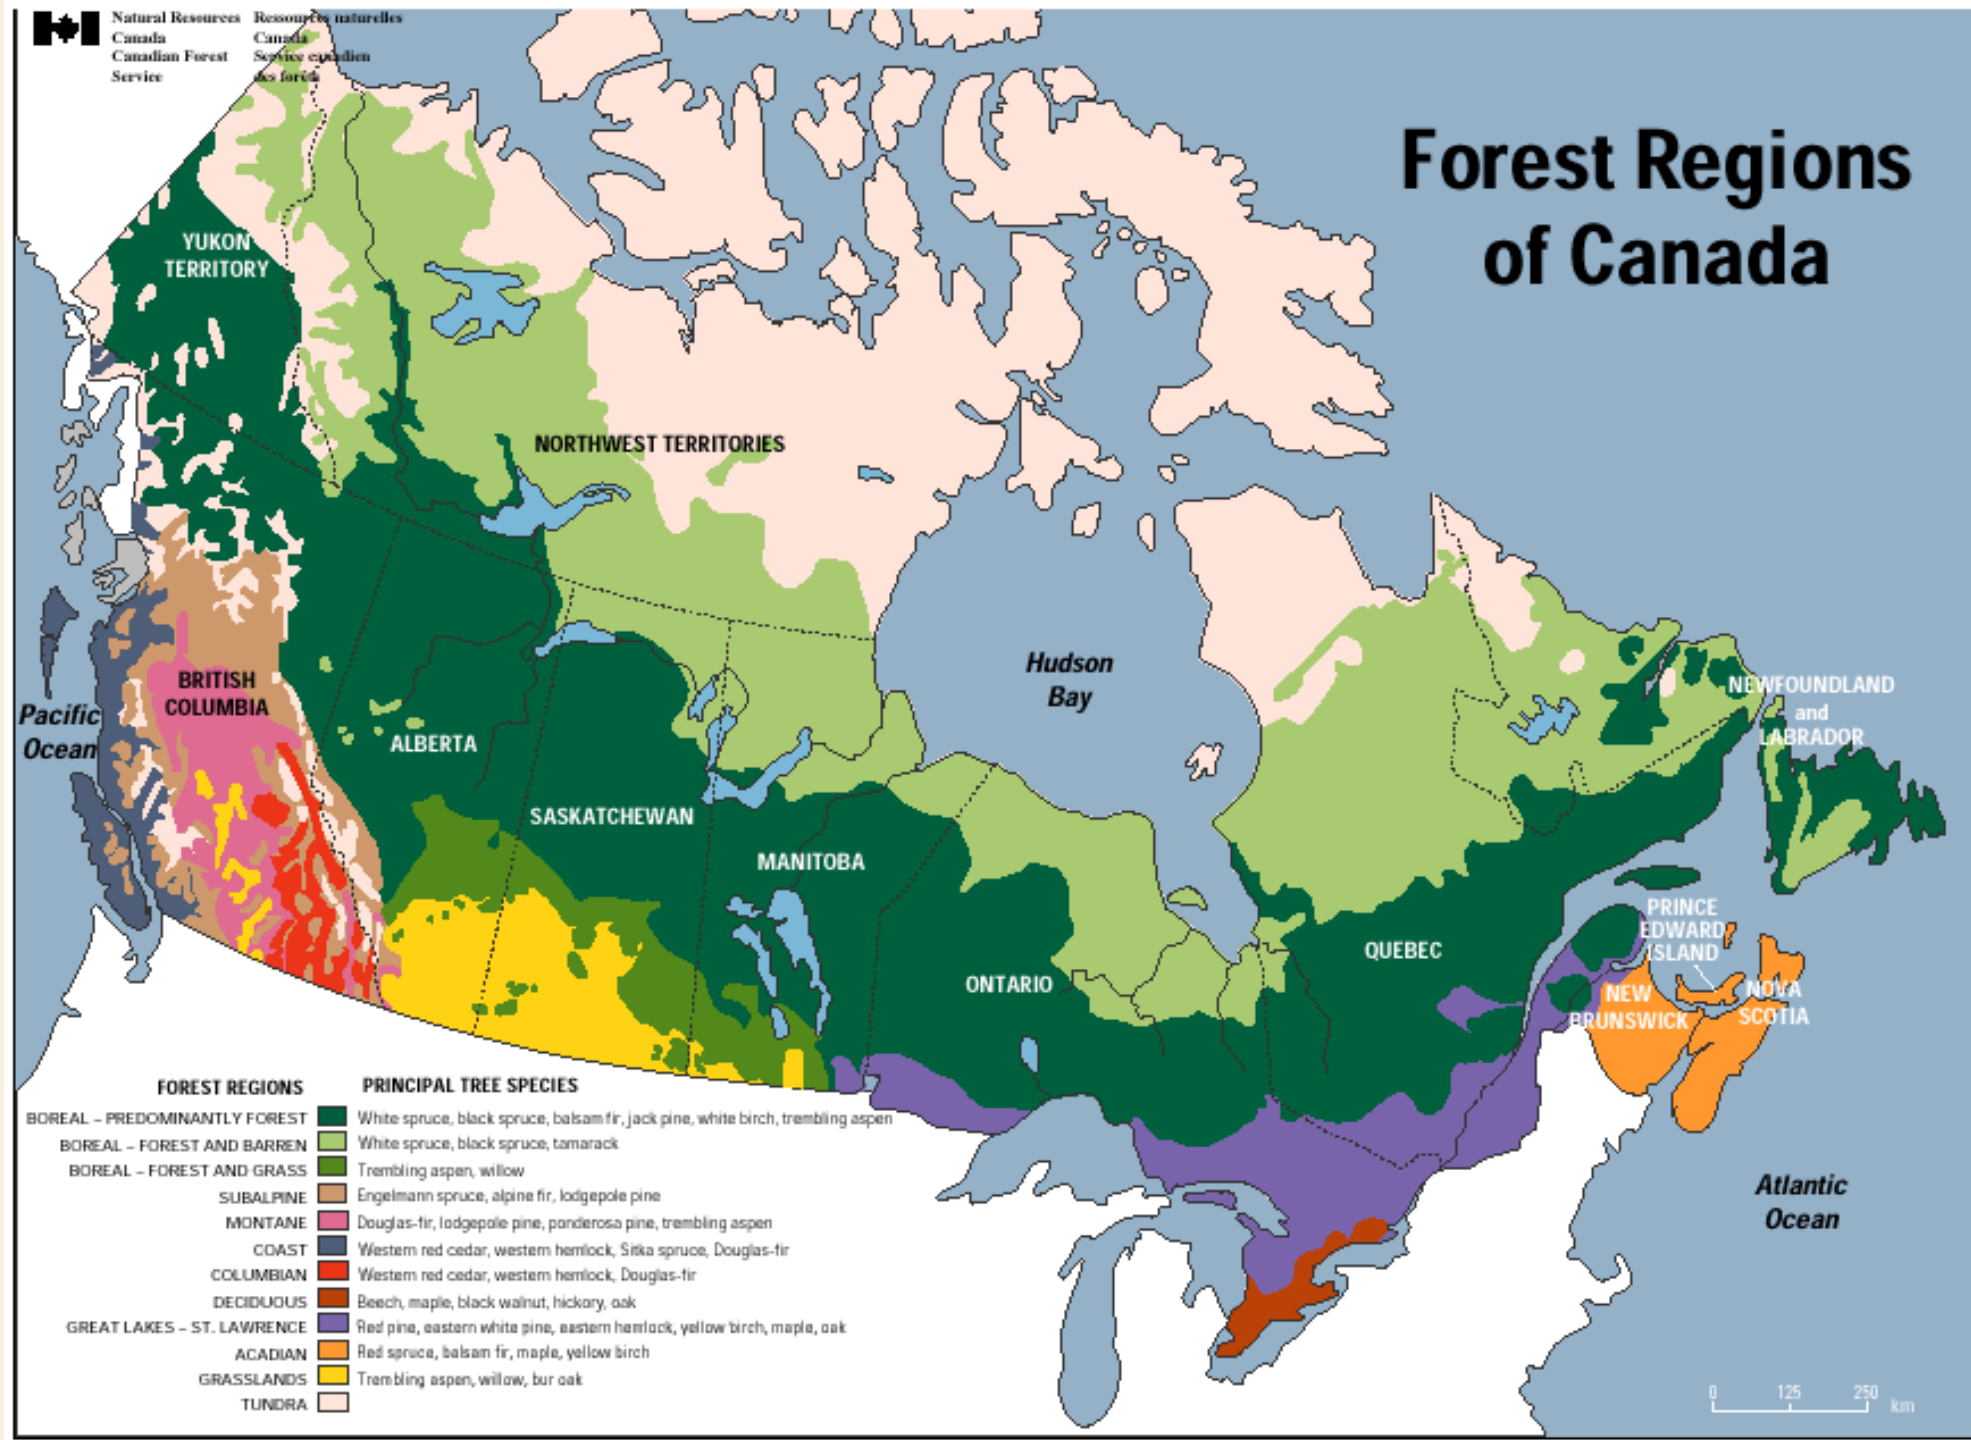 Natural Resources Ressources naturelles
Canada Canada
Canadian Forest Service canadien
Service des forêts
Forest Regions
of Canada
YUKON
TERRITORY
NORTHWEST TERRITORIES
Hudson
Bay
BRITISH
COLUMBIA
Pacific
Ocean
ALBERTA
SASKATCHEWAN
MANITOBA
ONTARIO
QUEBEC
NEWFOUNDLAND
and
LABRADOR
PRINCE
EDWARD
ISLAND
NEW
BRUNSWICK
NOVA
SCOTIA
Atlantic
Ocean
FOREST REGIONS PRINCIPAL TREE SPECIES
BOREAL – PREDOMINANTLY FOREST White spruce, black spruce, balsam fir, jack pine, white birch, trembling aspen
BOREAL – FOREST AND BARREN White spruce, black spruce, tamarack
BOREAL – FOREST AND GRASS Trembling aspen, willow
SUBALPINE Engelmann spruce, alpine fir, lodgepole pine
MONTANE Douglas-fir, lodgepole pine, ponderosa pine, trembling aspen
COAST Western red cedar, western hemlock, Sitka spruce, Douglas-fir
COLUMBIAN Western red cedar, western hemlock, Douglas-fir
DECIDUOUS Beech, maple, black walnut, hickory, oak
GREAT LAKES – ST. LAWRENCE Red pine, eastern white pine, eastern hemlock, yellow birch, maple, oak
ACADIAN Red spruce, balsam fir, maple, yellow birch
GRASSLANDS Trembling aspen, willow, bur oak
TUNDRA
0 125 250
km